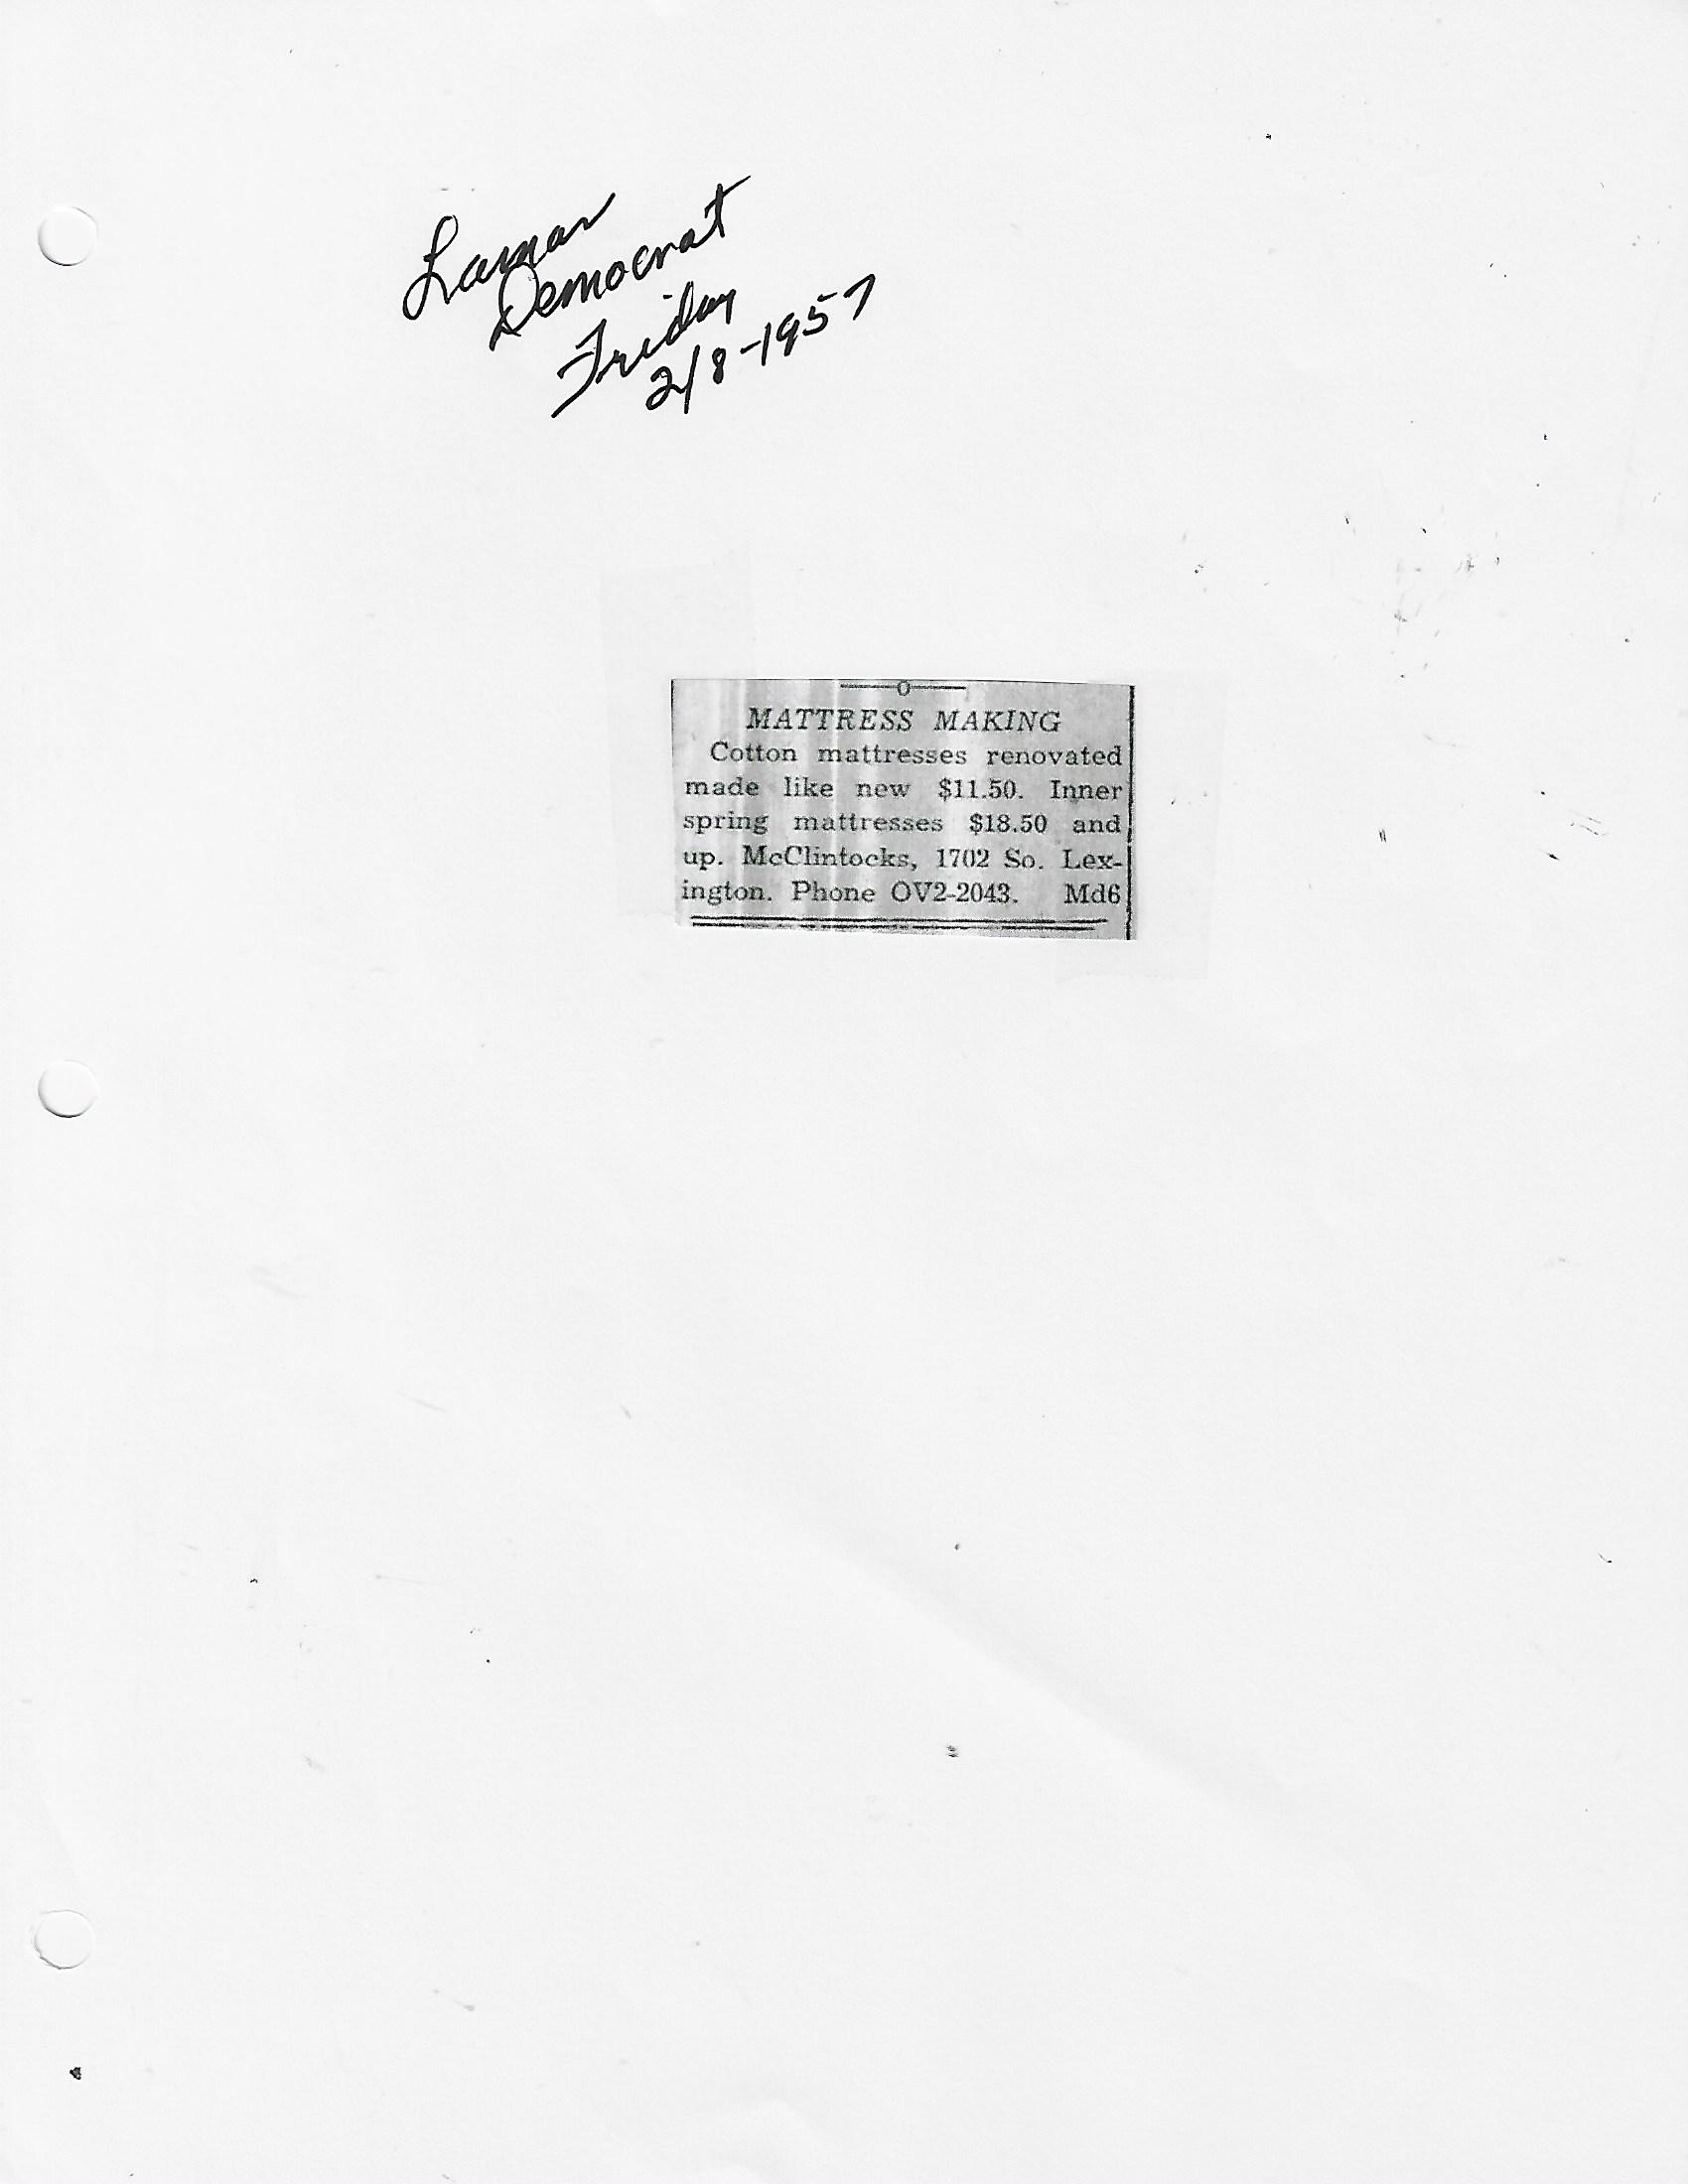 Lamar
Democrat
Friday
2/8-1957
MATTRESS MAKING
Cotton mattresses renovated
made like new $11.50. Inner
spring mattresses $18.50 and
up. McClintocks, 1702 So. Lex-
ington. Phone OV2-2043. Md6